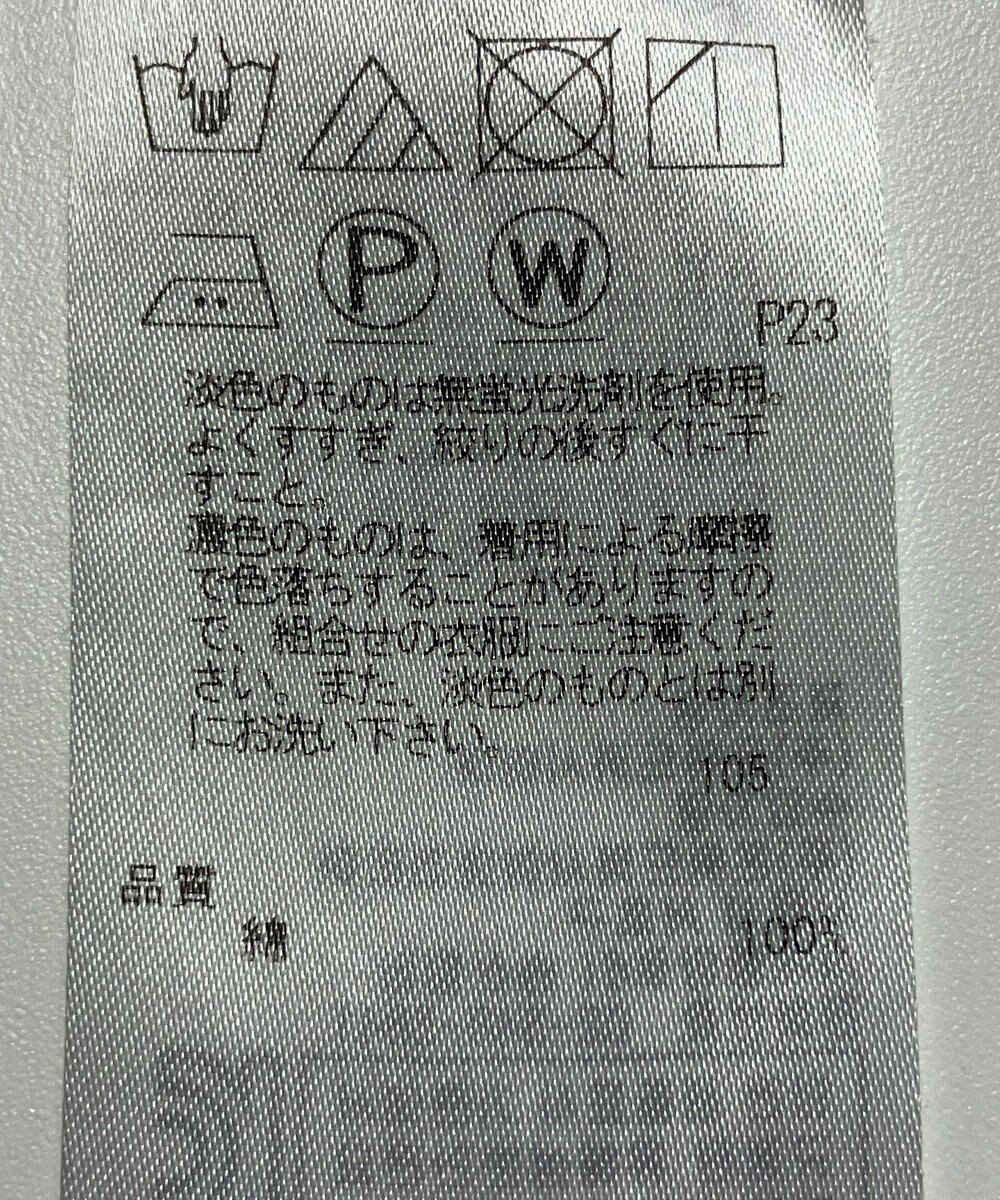 P
W
P23
淡色のものは無蛍光洗剤を使用。
よくすすぎ、絞りの後すぐに干
すこと。
濃色のものは、着用による摩擦
で色落ちすることがありますの
で、組合せの衣服にご注意くだ
さい。また、淡色のものとは別
にお洗い下さい。
105
品質
綿 100%